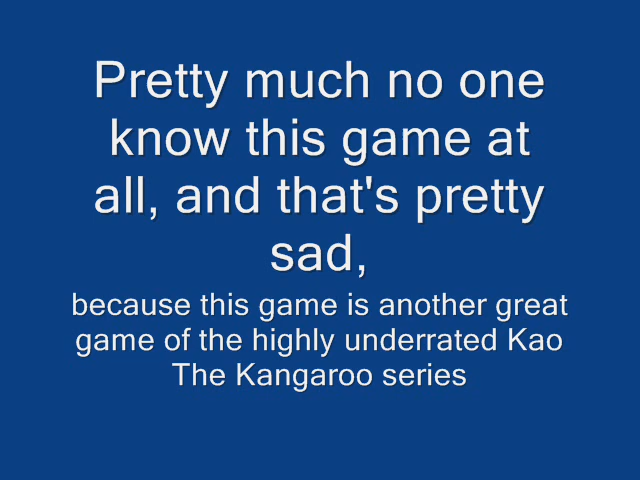 Pretty much no one
know this game at
all, and that's pretty
sad,
because this game is another great
game of the highly underrated Kao
The Kangaroo series